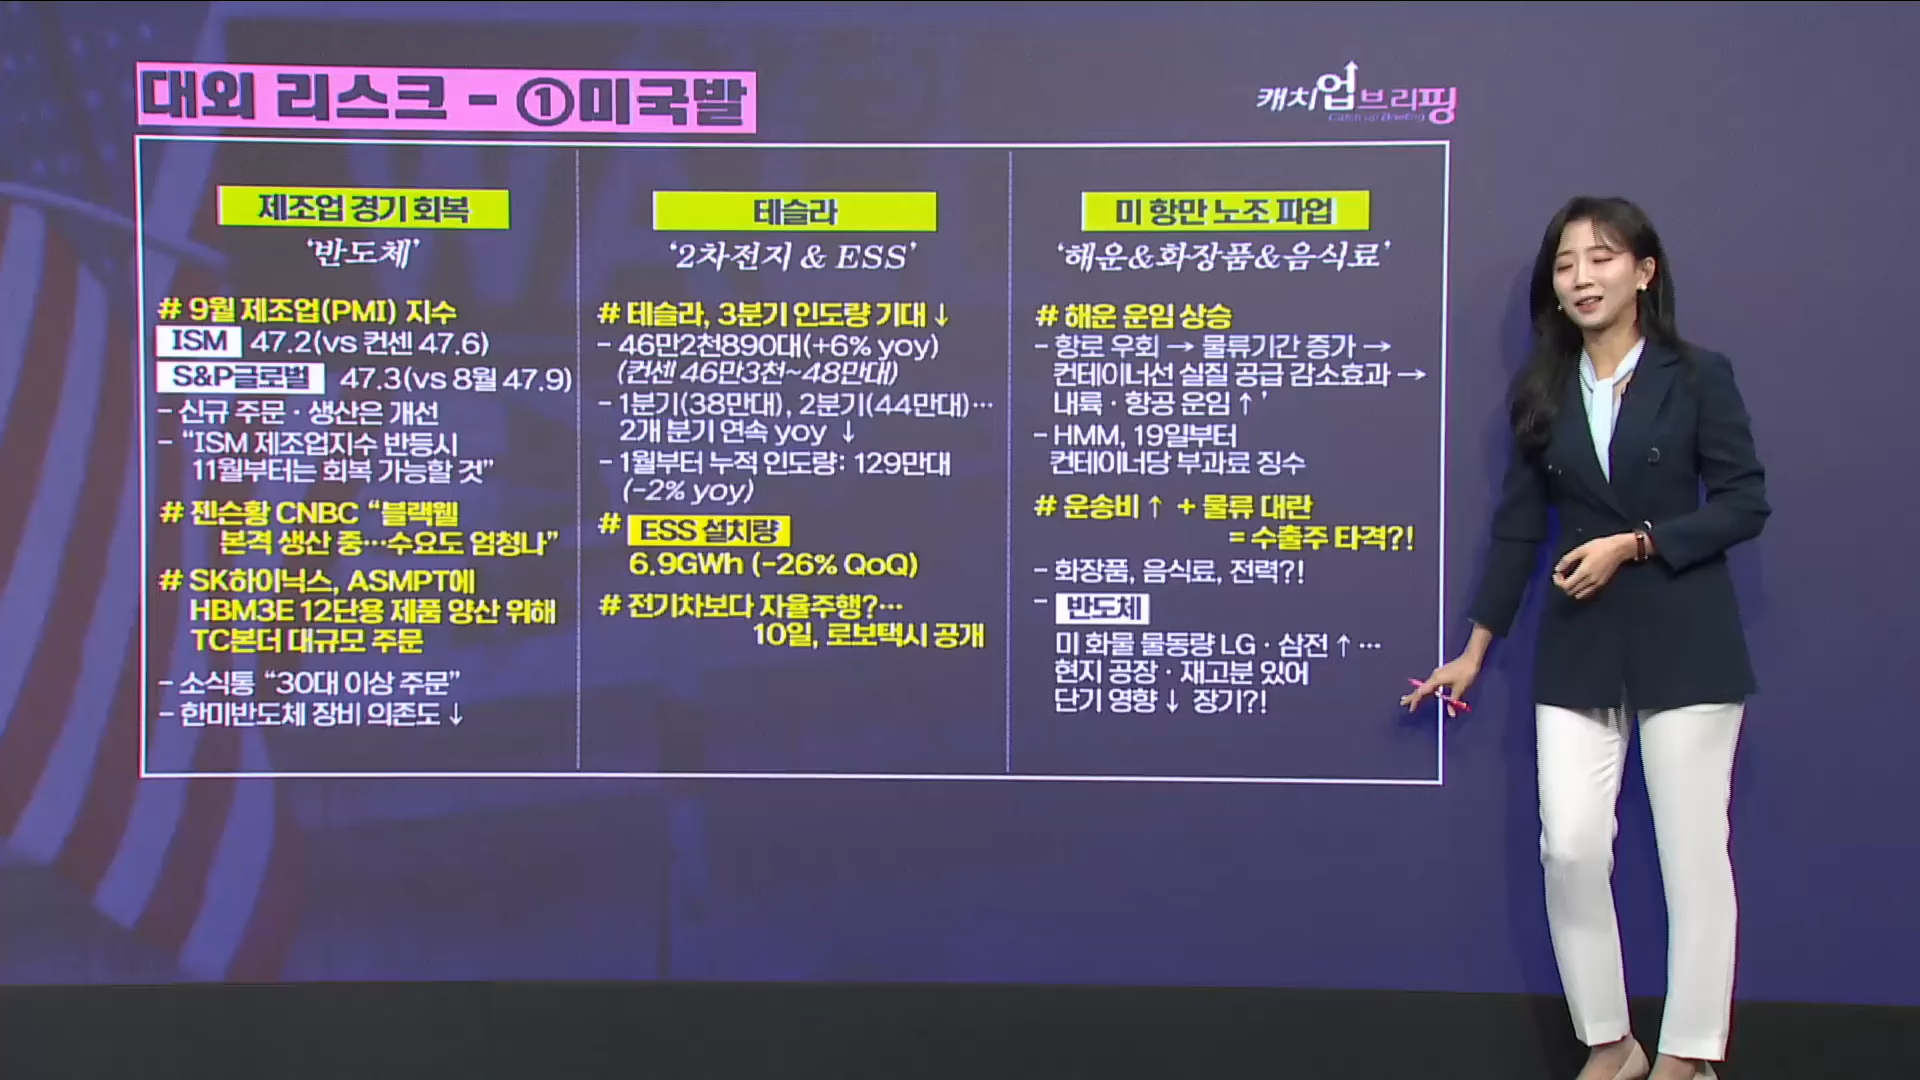 대외 리스크 - ①미국발
캐치업브리핑
Catch up Briefing
제조업 경기 회복
'반도체'
# 9월 제조업(PMI) 지수
ISM 47.2(vs 컨센 47.6)
S&P글로벌 47.3(vs 8월 47.9)
- 신규 주문·생산은 개선
- "ISM 제조업지수 반등시
11월부터는 회복 가능할 것"
# 젠슨황 CNBC "블랙웰
본격 생산 중…수요도 엄청나"
# SK하이닉스, ASMPT에
HBM3E 12단용 제품 양산 위해
TC본더 대규모 주문
- 소식통 "30대 이상 주문"
- 한미반도체 장비 의존도 ↓
테슬라
'2차전지 & ESS'
# 테슬라, 3분기 인도량 기대 ↓
- 46만2천890대(+6% yoy)
(컨센 46만3천~48만대)
- 1분기(38만대), 2분기(44만대)…
2개 분기 연속 yoy ↓
- 1월부터 누적 인도량: 129만대
(-2% yoy)
# ESS 설치량
6.9GWh (-26% QoQ)
# 전기차보다 자율주행?…
10일, 로보택시 공개
미 항만 노조 파업
'해운&화장품&음식료'
# 해운 운임 상승
- 항로 우회 → 물류기간 증가 →
컨테이너선 실질 공급 감소효과 →
내륙·항공 운임 ↑ '
- HMM, 19일부터
컨테이너당 부과료 징수
# 운송비 ↑ + 물류 대란
= 수출주 타격?!
- 화장품, 음식료, 전력?!
- 반도체
미 화물 물동량 LG·삼전 ↑ …
현지 공장·재고분 있어
단기 영향 ↓ 장기?!